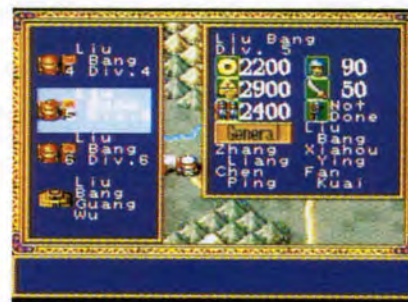 Liu
Bang
4 Div.4
Liu
Bang
6 Div.6
Liu
Bang
Guang
Wu
Liu Bang
Div. 5
2200 90
2900 50
2400 Not
Done
General
Liu
Bang
Zhang
Liang
Xiahou
Ying
Chen
Ping
Fan
Kuai